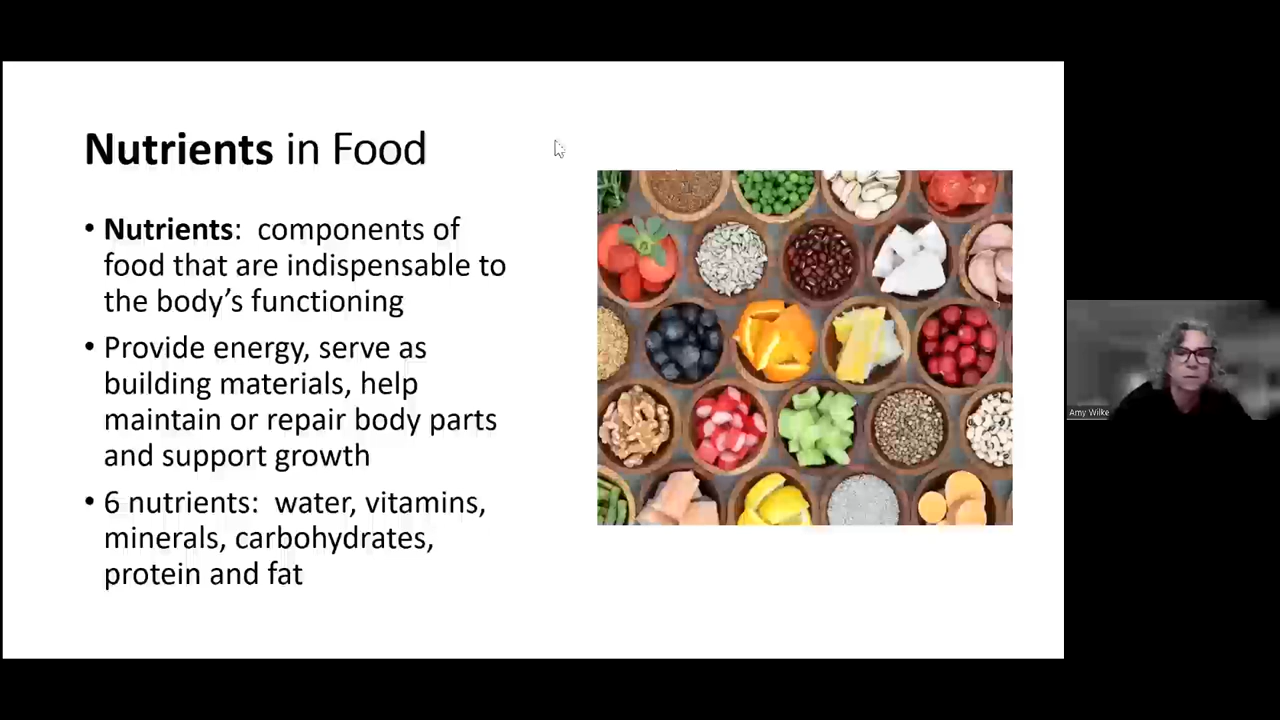 Nutrients in Food
• Nutrients:  components of
food that are indispensable to
the body’s functioning
• Provide energy, serve as
building materials, help
maintain or repair body parts
and support growth
• 6 nutrients:  water, vitamins,
minerals, carbohydrates,
protein and fat
Amy Wilke